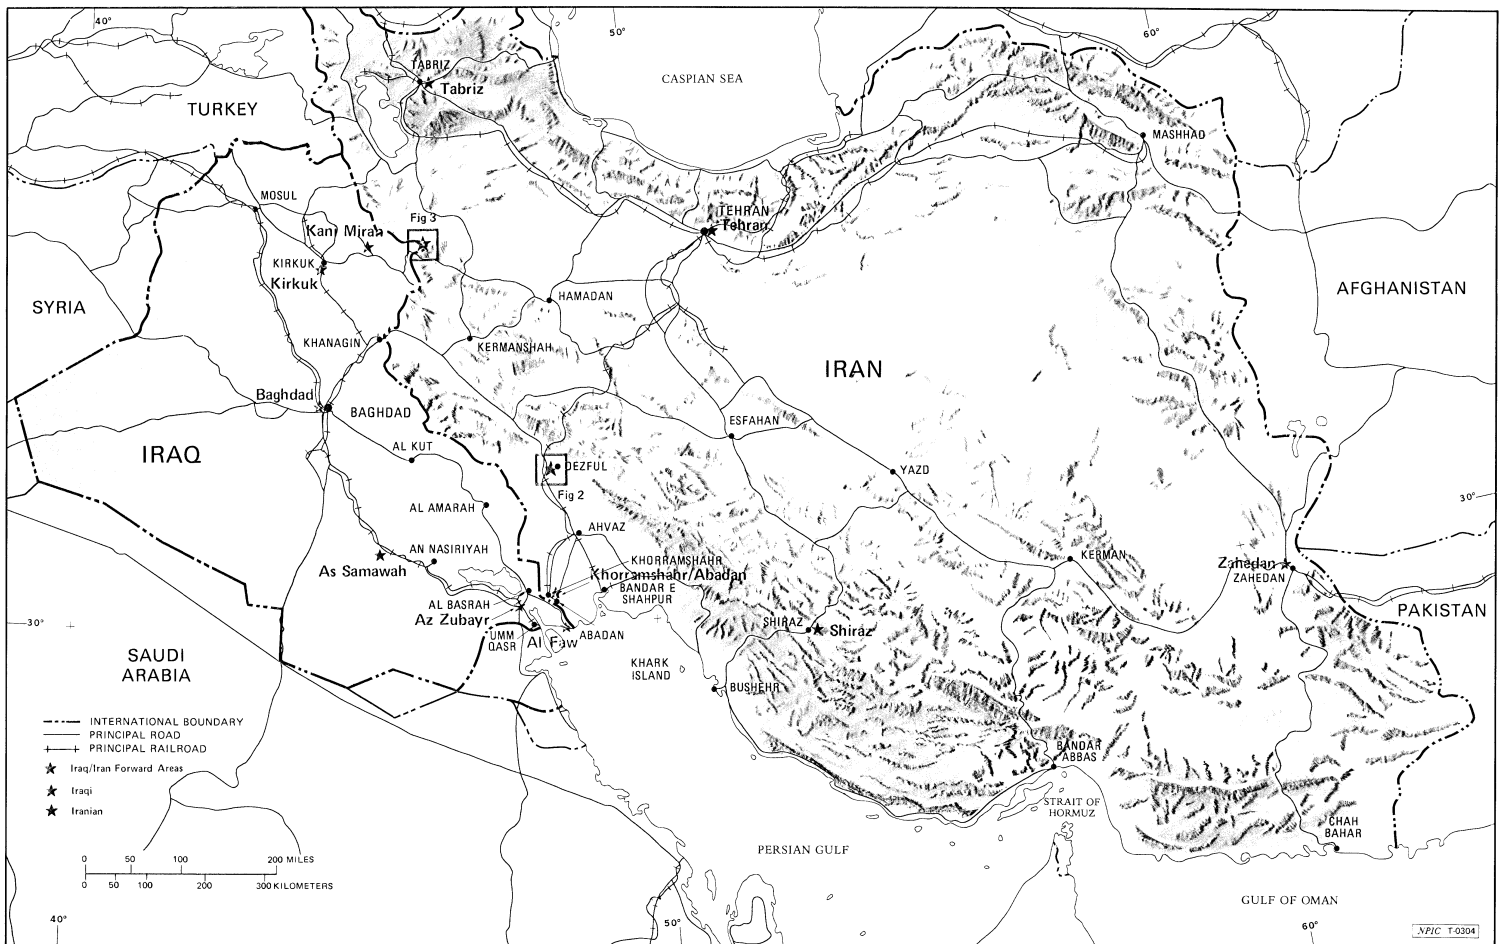 40°
50°
60°
TABRIZ
Tabriz
CASPIAN SEA
TURKEY
MASHHAD
MOSUL
Fig 3
TEHRAN
Tehran
Kani Miran
KIRKUK
Kirkuk
HAMADAN
SYRIA
AFGHANISTAN
KHANAGIN
KERMANSHAH
IRAN
Baghdad
BAGHDAD
ESFAHAN
AL KUT
IRAQ
DEZFUL
YAZD
Fig 2
30°
AL AMARAH
AHVAZ
AN NASIRIYAH
As Samawah
KHORRAMSHAHR
Khorramshahr/Abadan
KERMAN
Zahedan
ZAHEDAN
BANDAR E
SHAHPUR
AL BASRAH
Az Zubayr
PAKISTAN
30°
SHIRAZ
Shiraz
UMM
QASR
Al Faw
ABADAN
SAUDI
ARABIA
KHARK
ISLAND
BUSHEHR
INTERNATIONAL BOUNDARY
PRINCIPAL ROAD
PRINCIPAL RAILROAD
Iraq/Iran Forward Areas
Iraqi
Iranian
BANDAR
ABBAS
STRAIT OF
HORMUZ
CHAH
BAHAR
PERSIAN GULF
0 50 100 200 MILES
0 50 100 200 300 KILOMETERS
GULF OF OMAN
40°
50°
60°
NPIC T-0304